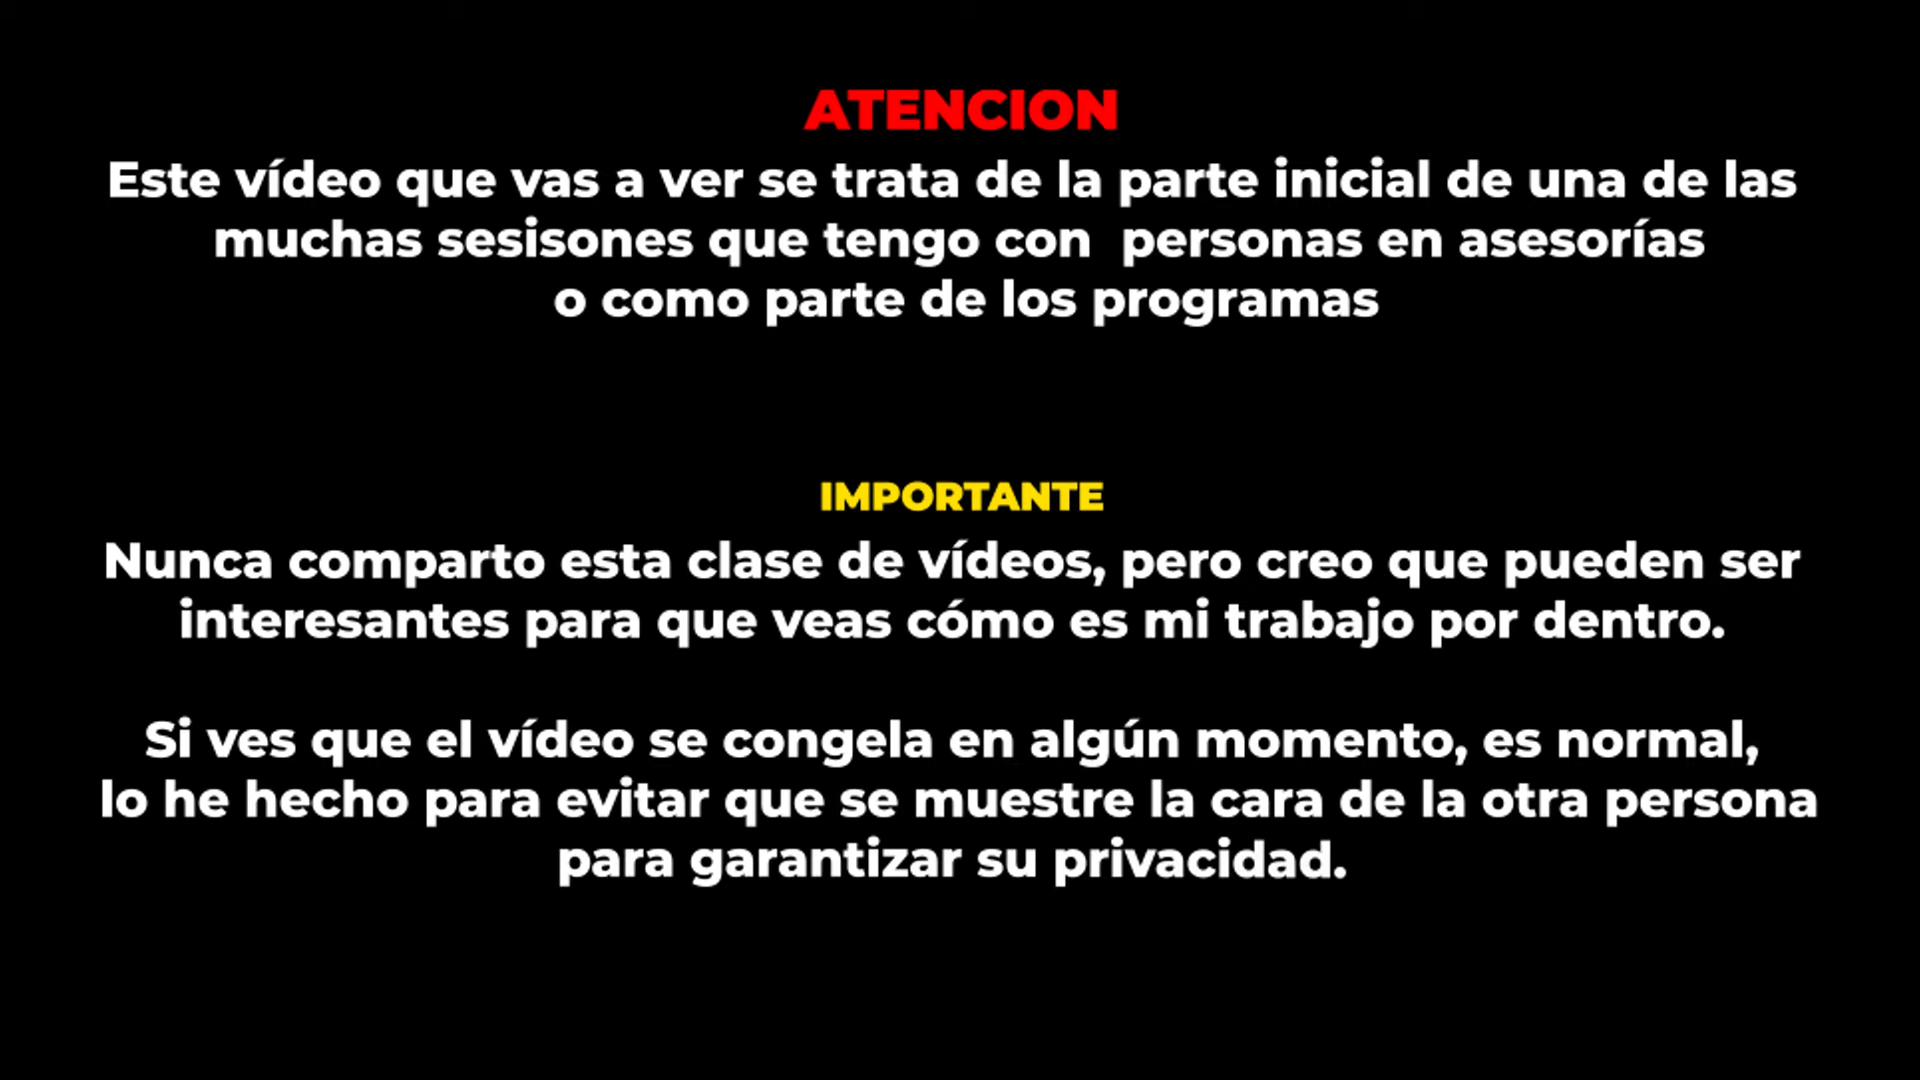 ATENCION
Este vídeo que vas a ver se trata de la parte inicial de una de las
muchas sesisones que tengo con  personas en asesorías
o como parte de los programas
IMPORTANTE
Nunca comparto esta clase de vídeos, pero creo que pueden ser
interesantes para que veas cómo es mi trabajo por dentro.
Si ves que el vídeo se congela en algún momento, es normal,
lo he hecho para evitar que se muestre la cara de la otra persona
para garantizar su privacidad.